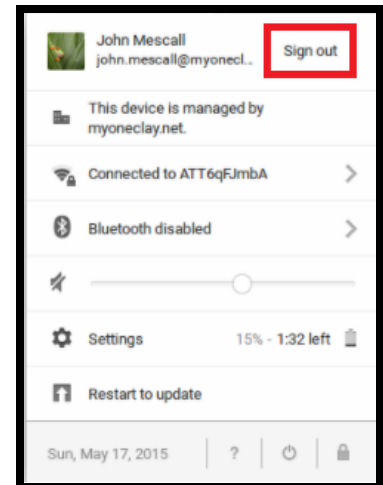 John Mescall
Sign out
john.mescall@myonecl...
This device is managed by
myoneclay.net.
Connected to ATT6qFJmbA
Bluetooth disabled
Settings 15% - 1:32 left
Restart to update
Sun, May 17, 2015 ?